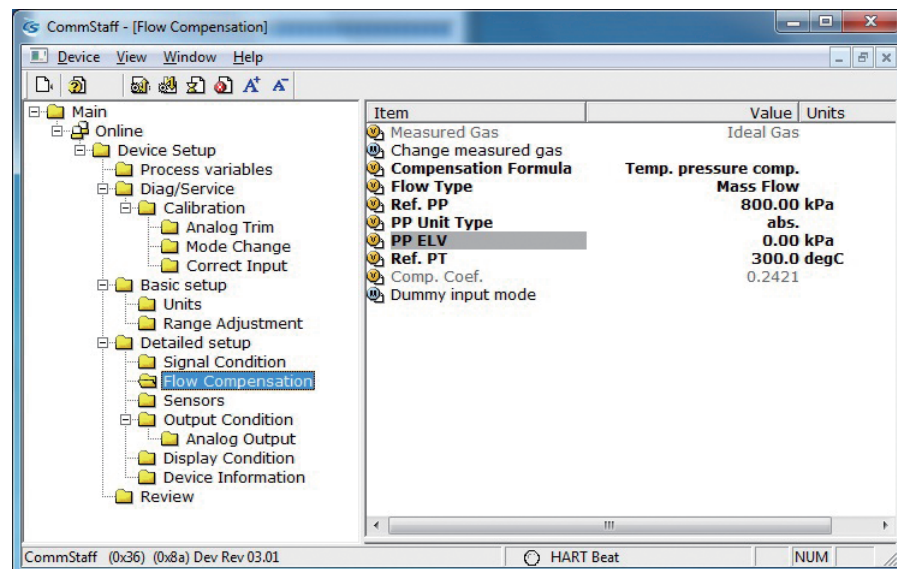 CommStaff - [Flow Compensation]
Device View Window Help
Main
Online
Device Setup
Process variables
Diag/Service
Calibration
Analog Trim
Mode Change
Correct Input
Basic setup
Units
Range Adjustment
Detailed setup
Signal Condition
Flow Compensation
Sensors
Output Condition
Analog Output
Display Condition
Device Information
Review
Item Value Units
Measured Gas Ideal Gas
Change measured gas
Compensation Formula Temp. pressure comp.
Flow Type Mass Flow
Ref. PP 800.00 kPa
PP Unit Type abs.
PP ELV 0.00 kPa
Ref. PT 300.0 degC
Comp. Coef. 0.2421
Dummy input mode
CommStaff (0x36) (0x8a) Dev Rev 03.01 HART Beat NUM